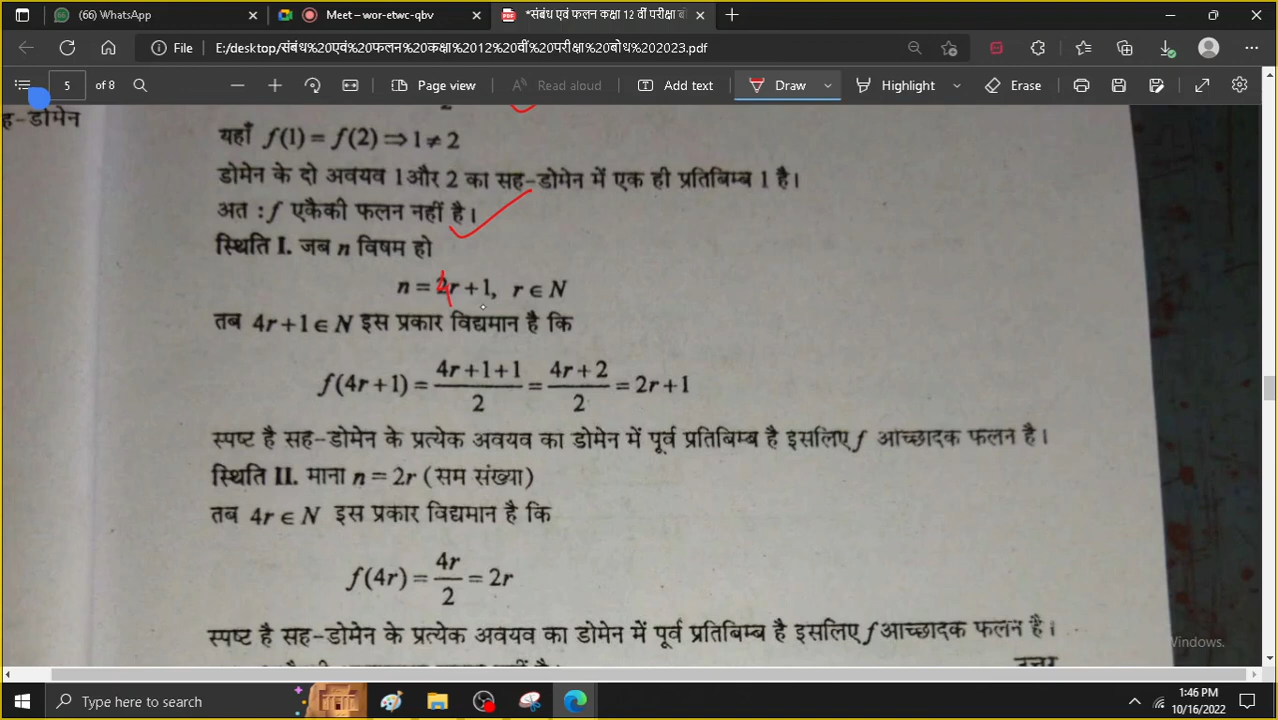 (66) WhatsApp
Meet – wor-etwc-qbv
*संबंध एवं फलन कक्षा 12 वीं परीक्षा बो
File E:/desktop/संबंध%20एवं%20फलन%20कक्षा%2012%20वीं%20परीक्षा%20बोध%202023.pdf
5 of 8 Page view Read aloud Add text Draw Highlight Erase
ह-डोमेन
2
यहाँ f(1) = f(2) ⇒ 1 ≠ 2
डोमेन के दो अवयव 1 और 2 का सह-डोमेन में एक ही प्रतिबिम्ब 1 है।
अत : f एकैकी फलन नहीं है।
स्थिति I. जब n विषम हो
n = 2r + 1, r ∈ N
तब 4r + 1 ∈ N इस प्रकार विद्यमान है कि
f(4r + 1) = (4r + 1 + 1)/2 = (4r + 2)/2 = 2r + 1
स्पष्ट है सह-डोमेन के प्रत्येक अवयव का डोमेन में पूर्व प्रतिबिम्ब है इसलिए f आच्छादक फलन है।
स्थिति II. माना n = 2r (सम संख्या)
तब 4r ∈ N इस प्रकार विद्यमान है कि
f(4r) = 4r/2 = 2r
स्पष्ट है सह-डोमेन के प्रत्येक अवयव का डोमेन में पूर्व प्रतिबिम्ब है इसलिए f आच्छादक फलन है।
Windows.
उत्तर
Type here to search
1:46 PM
10/16/2022